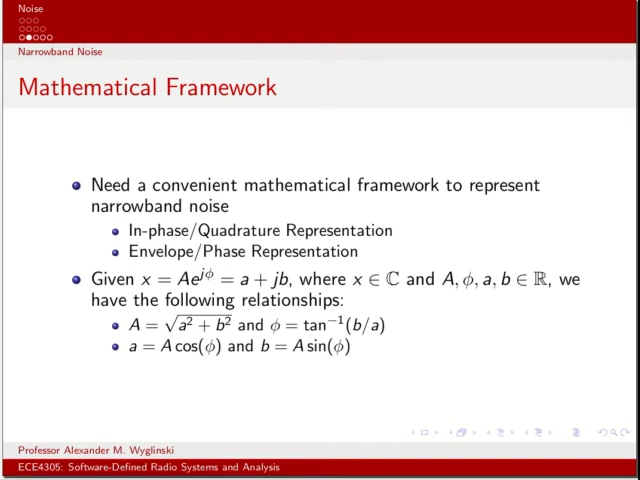 Noise
Narrowband Noise
Mathematical Framework
Need a convenient mathematical framework to represent
narrowband noise
In-phase/Quadrature Representation
Envelope/Phase Representation
Given x = Ae^{jϕ} = a + jb, where x ∈ ℂ and A, ϕ, a, b ∈ ℝ, we
have the following relationships:
A = √(a² + b²) and ϕ = tan⁻¹(b/a)
a = A cos(ϕ) and b = A sin(ϕ)
Professor Alexander M. Wyglinski
ECE4305: Software-Defined Radio Systems and Analysis